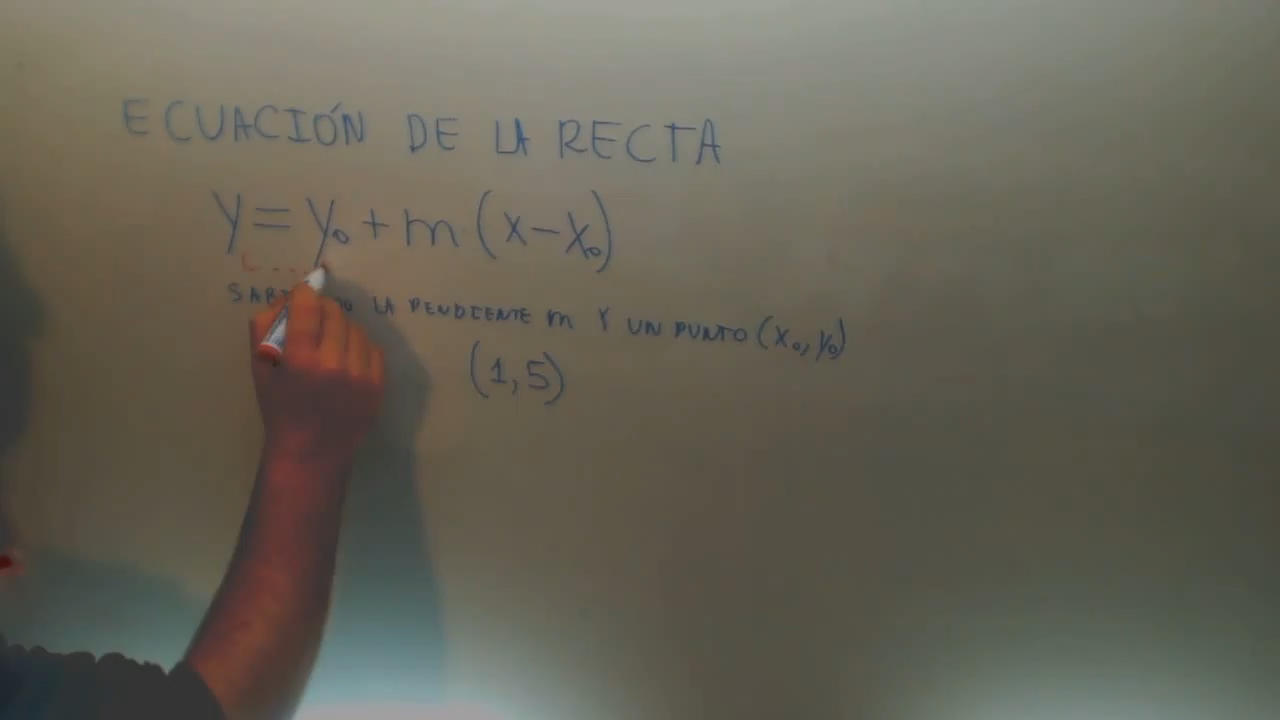 ECUACIÓN DE LA RECTA
y = y₀ + m (x - x₀)
LA PENDIENTE m Y UN PUNTO (x₀, y₀)
(1, 5)